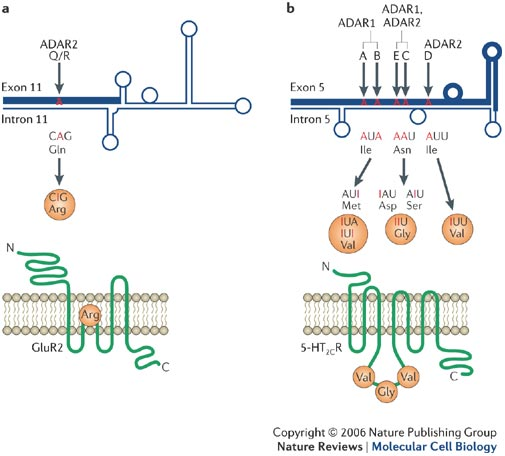 a
ADAR2
Q/R
Exon 11
A
Intron 11
CAG
Gln
CIG
Arg
N
Arg
GluR2
C
b
ADAR1,
ADAR1 ADAR2
ADAR2
A B E C D
Exon 5
A A A A A
Intron 5
AUA AAU AUU
Ile Asn Ile
AUI IAU AIU
Met Asp Ser
IUA IIU IUU
IUI Gly Val
Val
N
5-HT2CR
C
Val Val
Gly
Copyright © 2006 Nature Publishing Group
Nature Reviews | Molecular Cell Biology